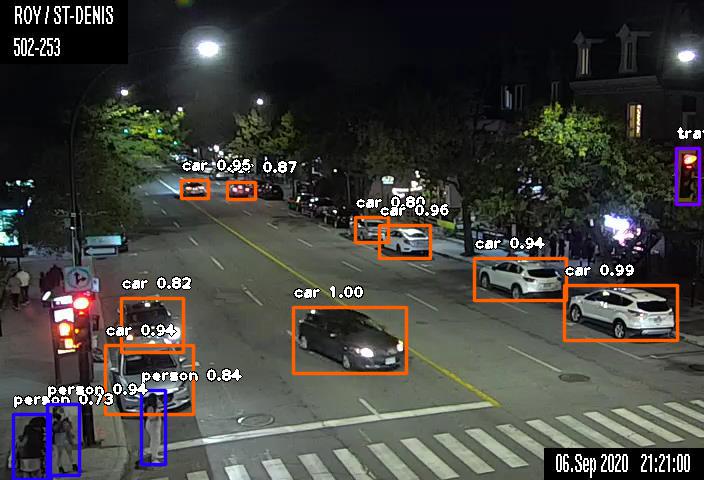 ROY / ST-DENIS
502-253
tra
car 0.95
0.87
car 0.80
car 0.96
car 0.94
car 0.99
car 0.82
car 1.00
car 0.94
person 0.84
person 0.94
person 0.73
06.Sep 2020 21:21:00